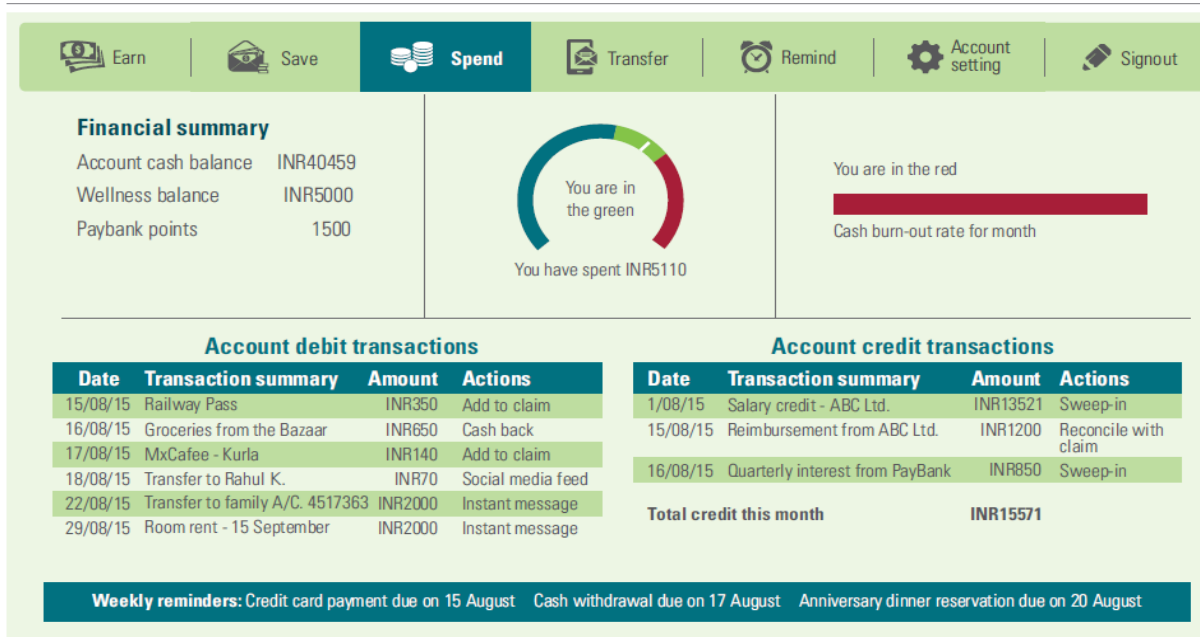 Earn
Save
Spend
Transfer
Remind
Account setting
Signout
Financial summary
Account cash balance INR40459
Wellness balance INR5000
Paybank points 1500
You are in
the green
You have spent INR5110
You are in the red
Cash burn-out rate for month
Account debit transactions
Date Transaction summary Amount Actions
15/08/15 Railway Pass INR350 Add to claim
16/08/15 Groceries from the Bazaar INR650 Cash back
17/08/15 MxCafee - Kurla INR140 Add to claim
18/08/15 Transfer to Rahul K. INR70 Social media feed
22/08/15 Transfer to family A/C. 4517363 INR2000 Instant message
29/08/15 Room rent - 15 September INR2000 Instant message
Account credit transactions
Date Transaction summary Amount Actions
1/08/15 Salary credit - ABC Ltd. INR13521 Sweep-in
15/08/15 Reimbursement from ABC Ltd. INR1200 Reconcile with
claim
16/08/15 Quarterly interest from PayBank INR850 Sweep-in
Total credit this month INR15571
Weekly reminders: Credit card payment due on 15 August Cash withdrawal due on 17 August Anniversary dinner reservation due on 20 August